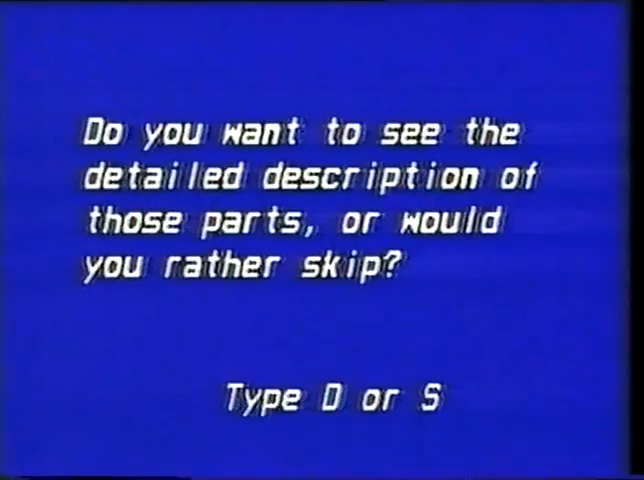 Do you want to see the
detailed description of
those parts, or would
you rather skip?
Type D or S